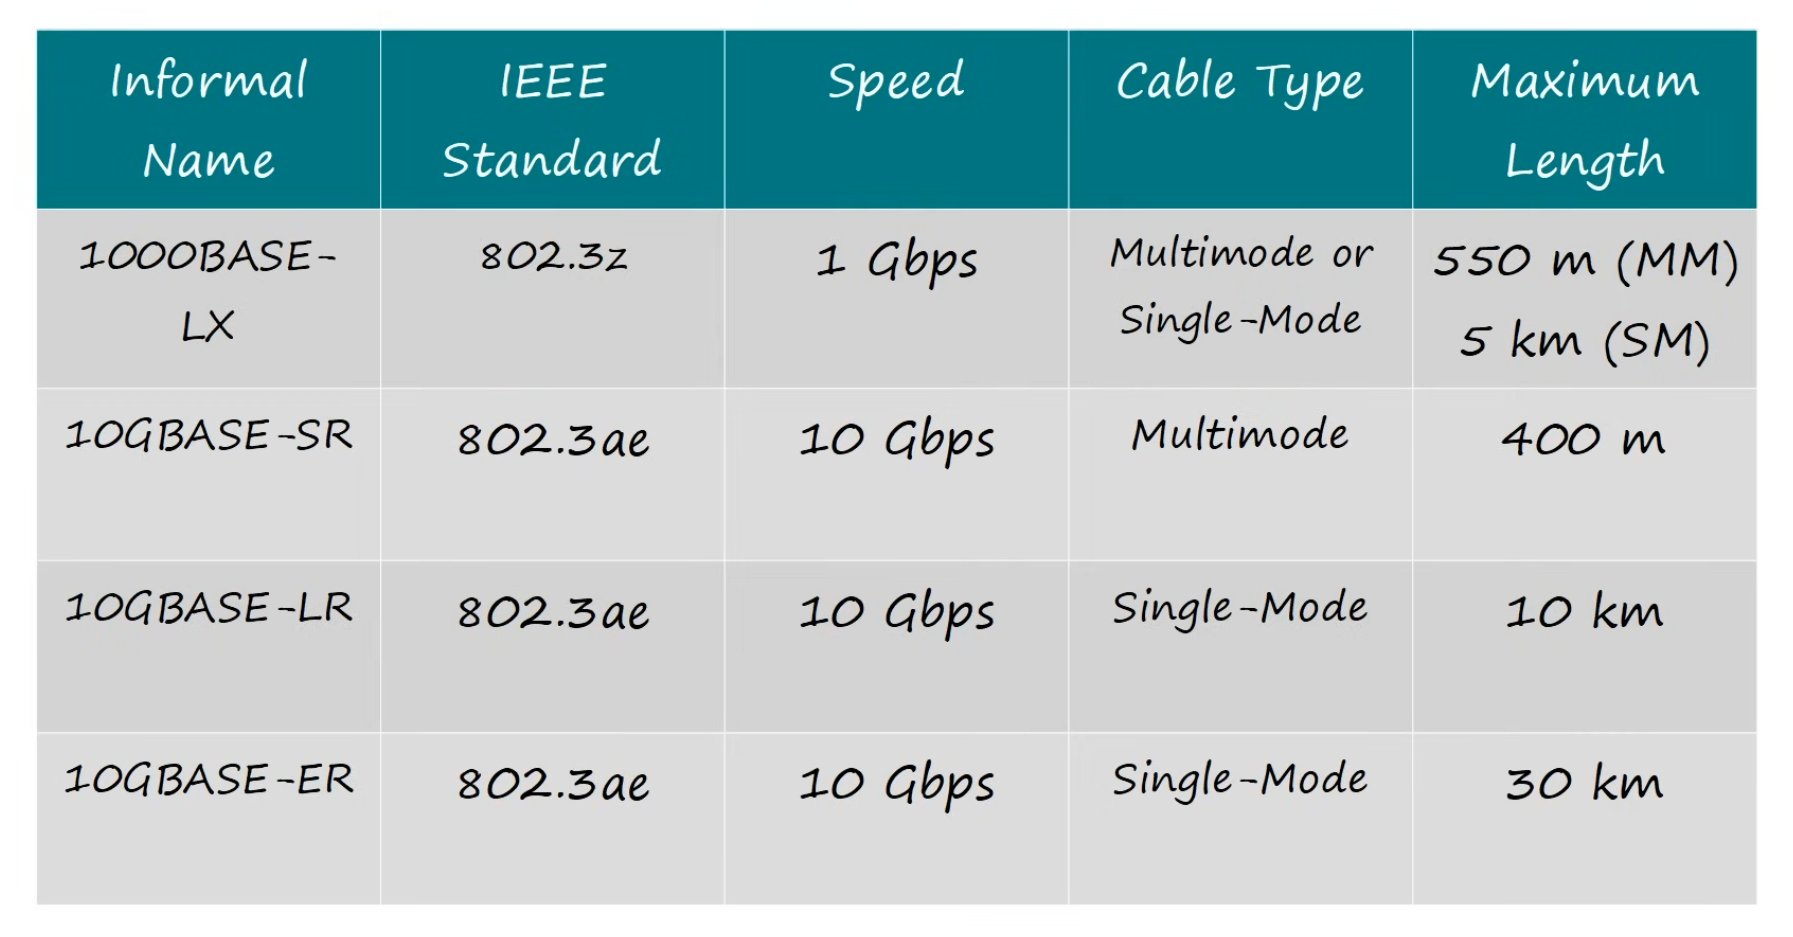 Informal
Name
IEEE
Standard
Speed
Cable Type
Maximum
Length
1000BASE-
LX
802.3z
1 Gbps
Multimode or
Single-Mode
550 m (MM)
5 km (SM)
10GBASE-SR
802.3ae
10 Gbps
Multimode
400 m
10GBASE-LR
802.3ae
10 Gbps
Single-Mode
10 km
10GBASE-ER
802.3ae
10 Gbps
Single-Mode
30 km